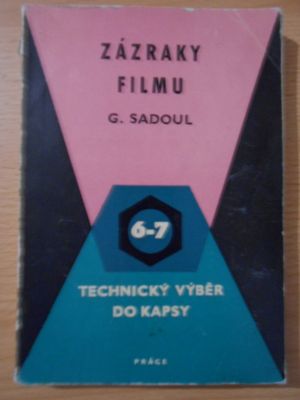 ZÁZRAKY
FILMU
G. SADOUL
6-7
TECHNICKÝ VÝBĚR
DO KAPSY
PRÁCE